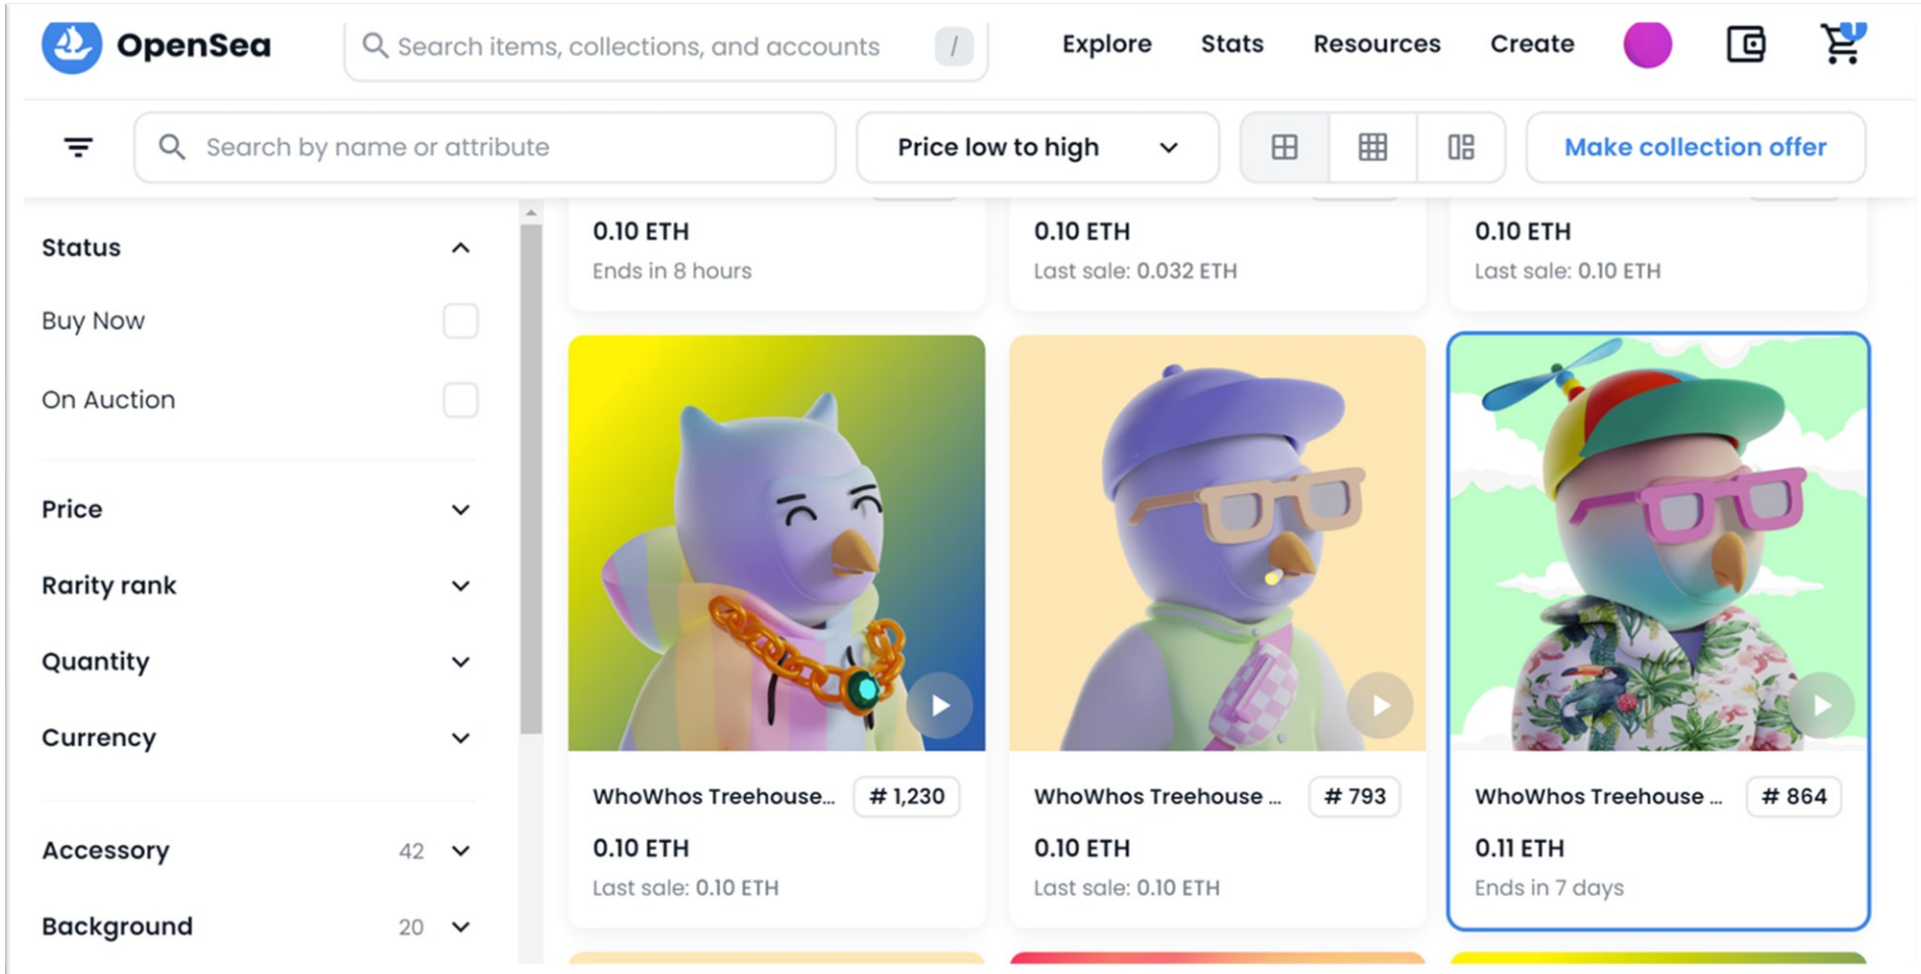 OpenSea
Search items, collections, and accounts
/
Explore
Stats
Resources
Create
1
Search by name or attribute
Price low to high
Make collection offer
Status
Buy Now
On Auction
Price
Rarity rank
Quantity
Currency
Accessory 42
Background 20
0.10 ETH
Ends in 8 hours
0.10 ETH
Last sale: 0.032 ETH
0.10 ETH
Last sale: 0.10 ETH
WhoWhos Treehouse... # 1,230
0.10 ETH
Last sale: 0.10 ETH
WhoWhos Treehouse ... # 793
0.10 ETH
Last sale: 0.10 ETH
WhoWhos Treehouse ... # 864
0.11 ETH
Ends in 7 days